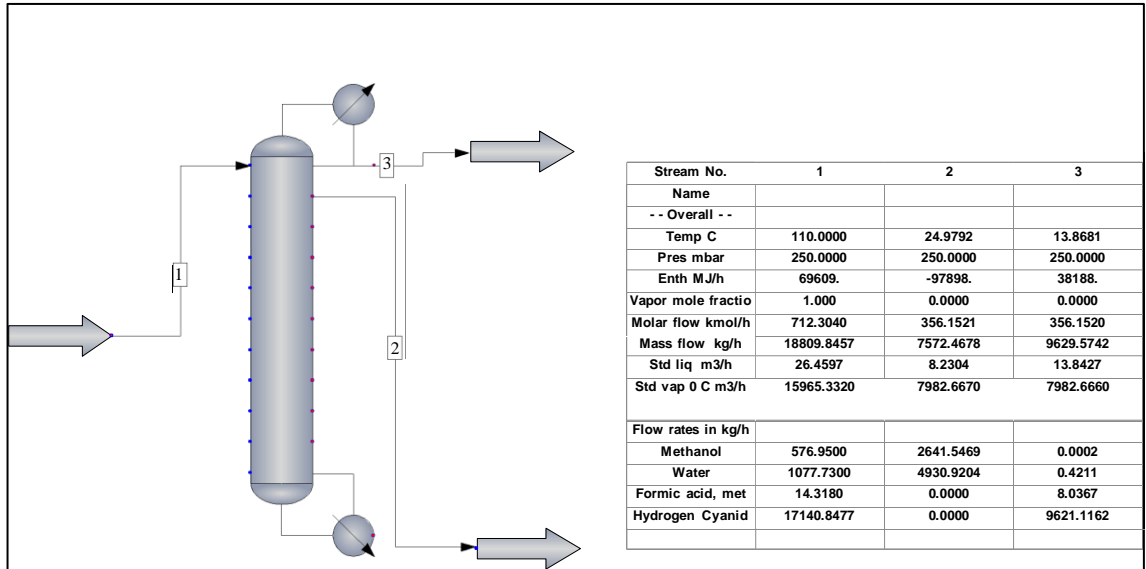 3
1
2
Stream No. 1 2 3
Name
- - Overall - -
Temp C 110.0000 24.9792 13.8681
Pres mbar 250.0000 250.0000 250.0000
Enth MJ/h 69609. -97898. 38188.
Vapor mole fractio 1.000 0.0000 0.0000
Molar flow kmol/h 712.3040 356.1521 356.1520
Mass flow kg/h 18809.8457 7572.4678 9629.5742
Std liq m3/h 26.4597 8.2304 13.8427
Std vap 0 C m3/h 15965.3320 7982.6670 7982.6660
Flow rates in kg/h
Methanol 576.9500 2641.5469 0.0002
Water 1077.7300 4930.9204 0.4211
Formic acid, met 14.3180 0.0000 8.0367
Hydrogen Cyanid 17140.8477 0.0000 9621.1162